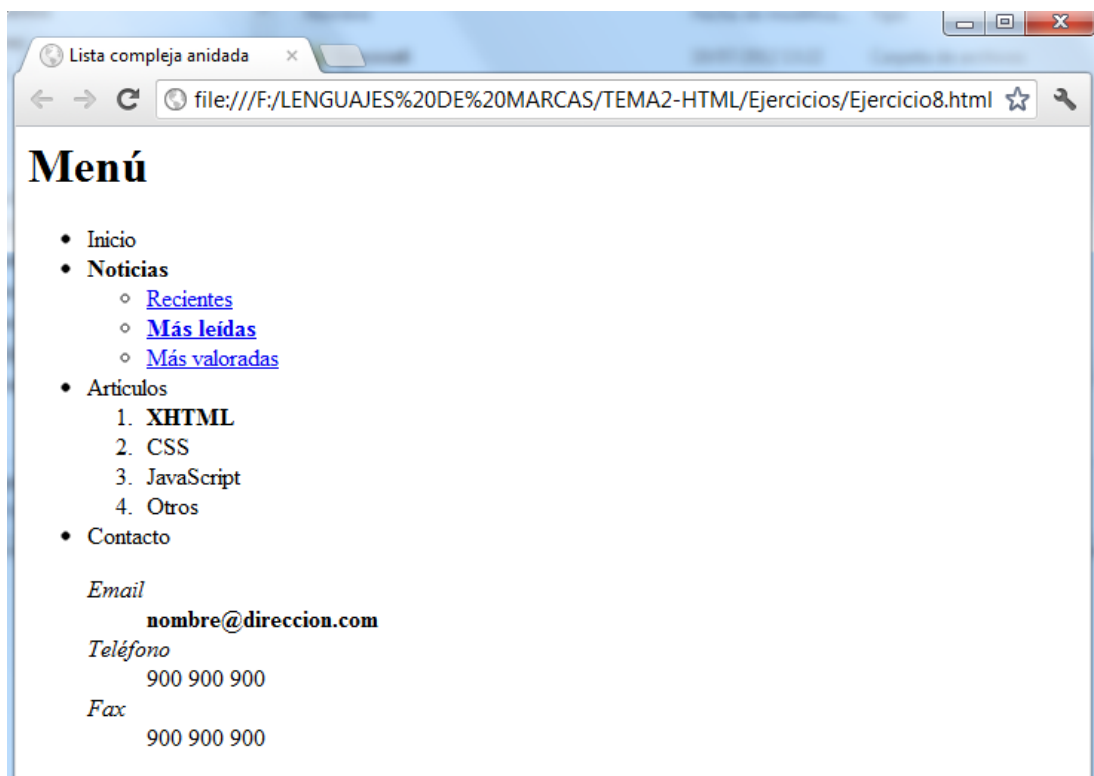 Lista compleja anidada
file:///F:/LENGUAJES%20DE%20MARCAS/TEMA2-HTML/Ejercicios/Ejercicio8.html
Menú
Inicio
Noticias
Recientes
Más leídas
Más valoradas
Artículos
1. XHTML
2. CSS
3. JavaScript
4. Otros
Contacto
Email
nombre@direccion.com
Teléfono
900 900 900
Fax
900 900 900